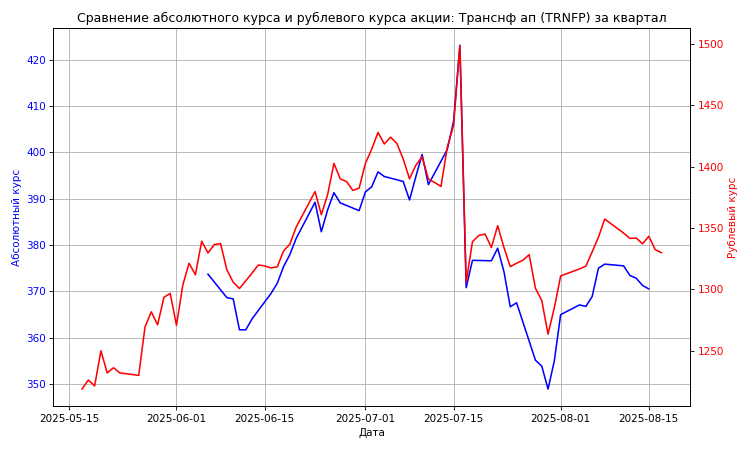 Сравнение абсолютного курса и рублевого курса акции: Транснф ап (TRNFP) за квартал
Абсолютный курс
420
410
400
390
380
370
360
350
1500
1450
1400
1350
1300
1250
Рублевый курс
2025-05-15 2025-06-01 2025-06-15 2025-07-01 2025-07-15 2025-08-01 2025-08-15
Дата